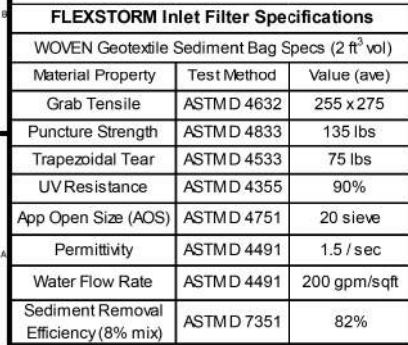 B
FLEXSTORM Inlet Filter Specifications
WOVEN Geotextile Sediment Bag Specs (2 ft³ vol)
Material Property Test Method Value (ave)
Grab Tensile ASTM D 4632 255 x 275
Puncture Strength ASTM D 4833 135 lbs
Trapezoidal Tear ASTM D 4533 75 lbs
UV Resistance ASTM D 4355 90%
App Open Size (AOS) ASTM D 4751 20 sieve
A
Permittivity ASTM D 4491 1.5 / sec
Water Flow Rate ASTM D 4491 200 gpm/sqft
Sediment Removal
Efficiency (8% mix) ASTM D 7351 82%